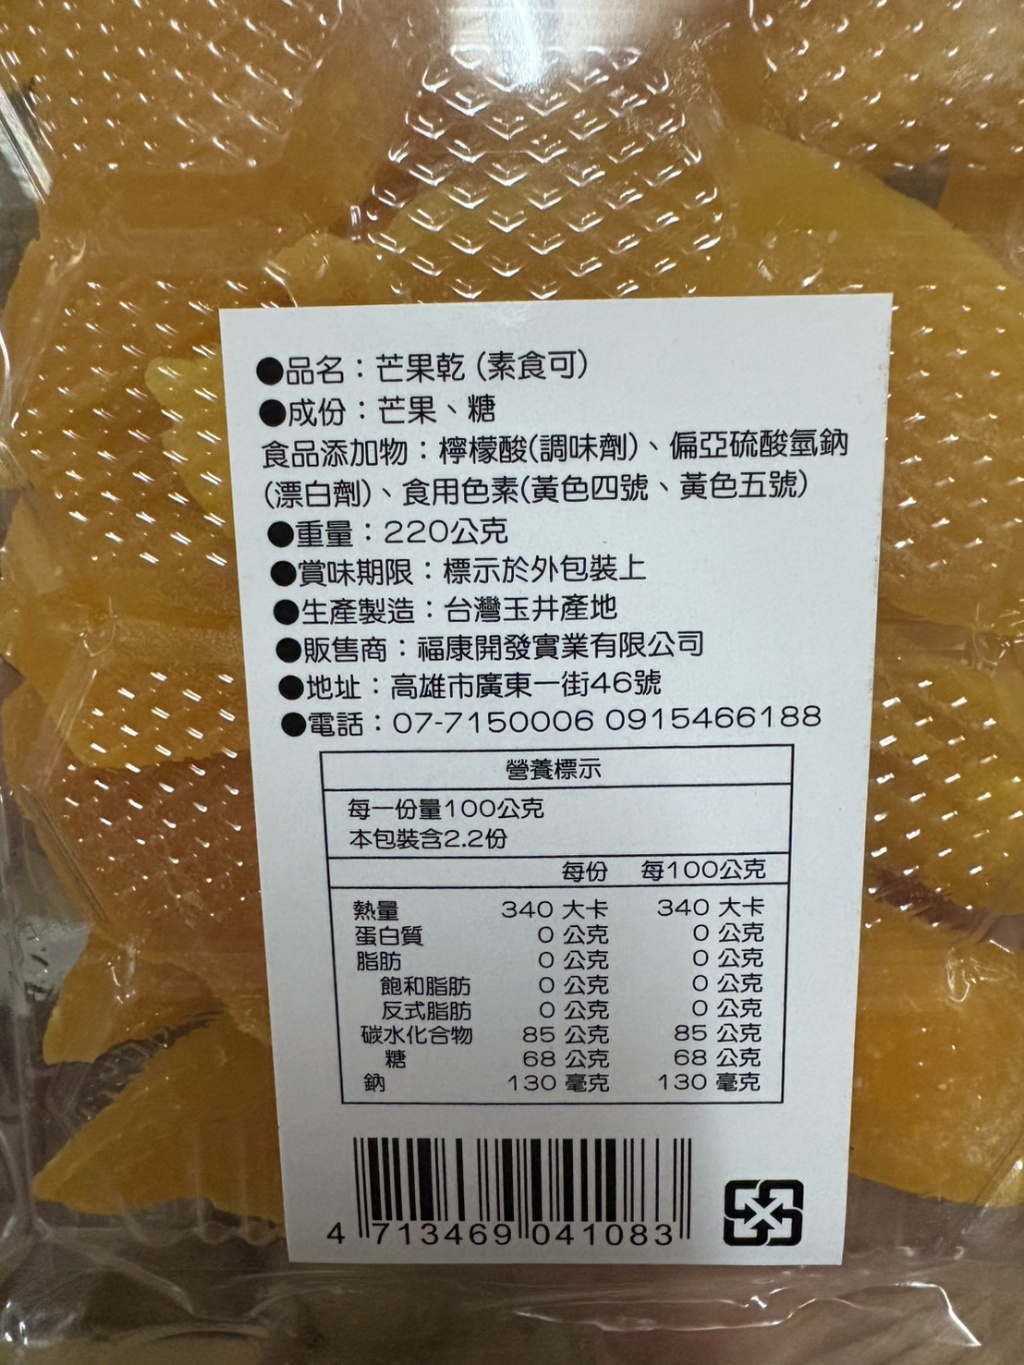 ●品名：芒果乾(素食可)
●成份：芒果、糖
食品添加物：檸檬酸(調味劑)、偏亞硫酸氫鈉
(漂白劑)、食用色素(黃色四號、黃色五號)
●重量：220公克
●賞味期限：標示於外包裝上
●生產製造：台灣玉井產地
●販售商：福康開發實業有限公司
●地址：高雄市廣東一街46號
●電話：07-7150006 0915466188
營養標示
每一份量100公克
本包裝含2.2份
每份 每100公克
熱量 340 大卡 340 大卡
蛋白質 0 公克 0 公克
脂肪 0 公克 0 公克
飽和脂肪 0 公克 0 公克
反式脂肪 0 公克 0 公克
碳水化合物 85 公克 85 公克
糖 68 公克 68 公克
鈉 130 毫克 130 毫克
4 713469 041083